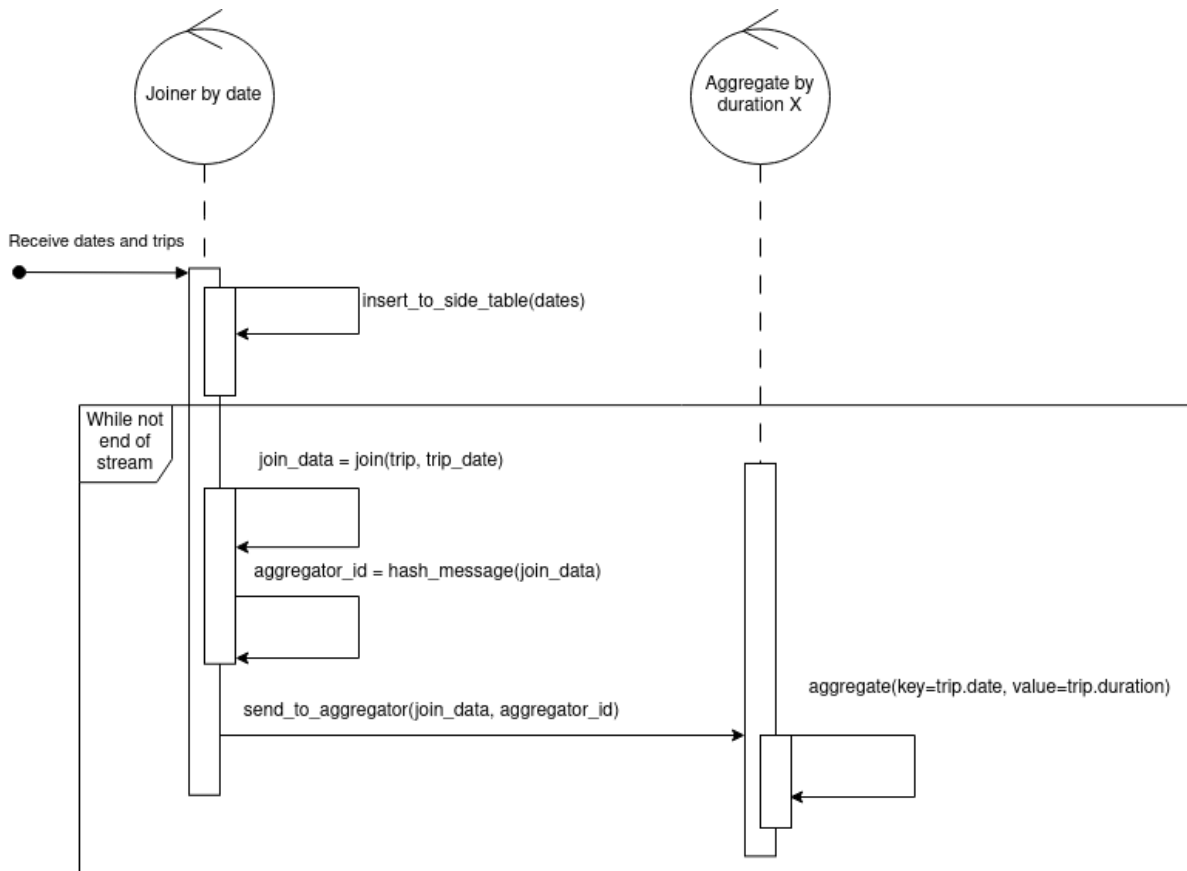 Joiner by date
Aggregate by
duration X
Receive dates and trips
insert_to_side_table(dates)
While not
end of
stream
join_data = join(trip, trip_date)
aggregator_id = hash_message(join_data)
aggregate(key=trip.date, value=trip.duration)
send_to_aggregator(join_data, aggregator_id)